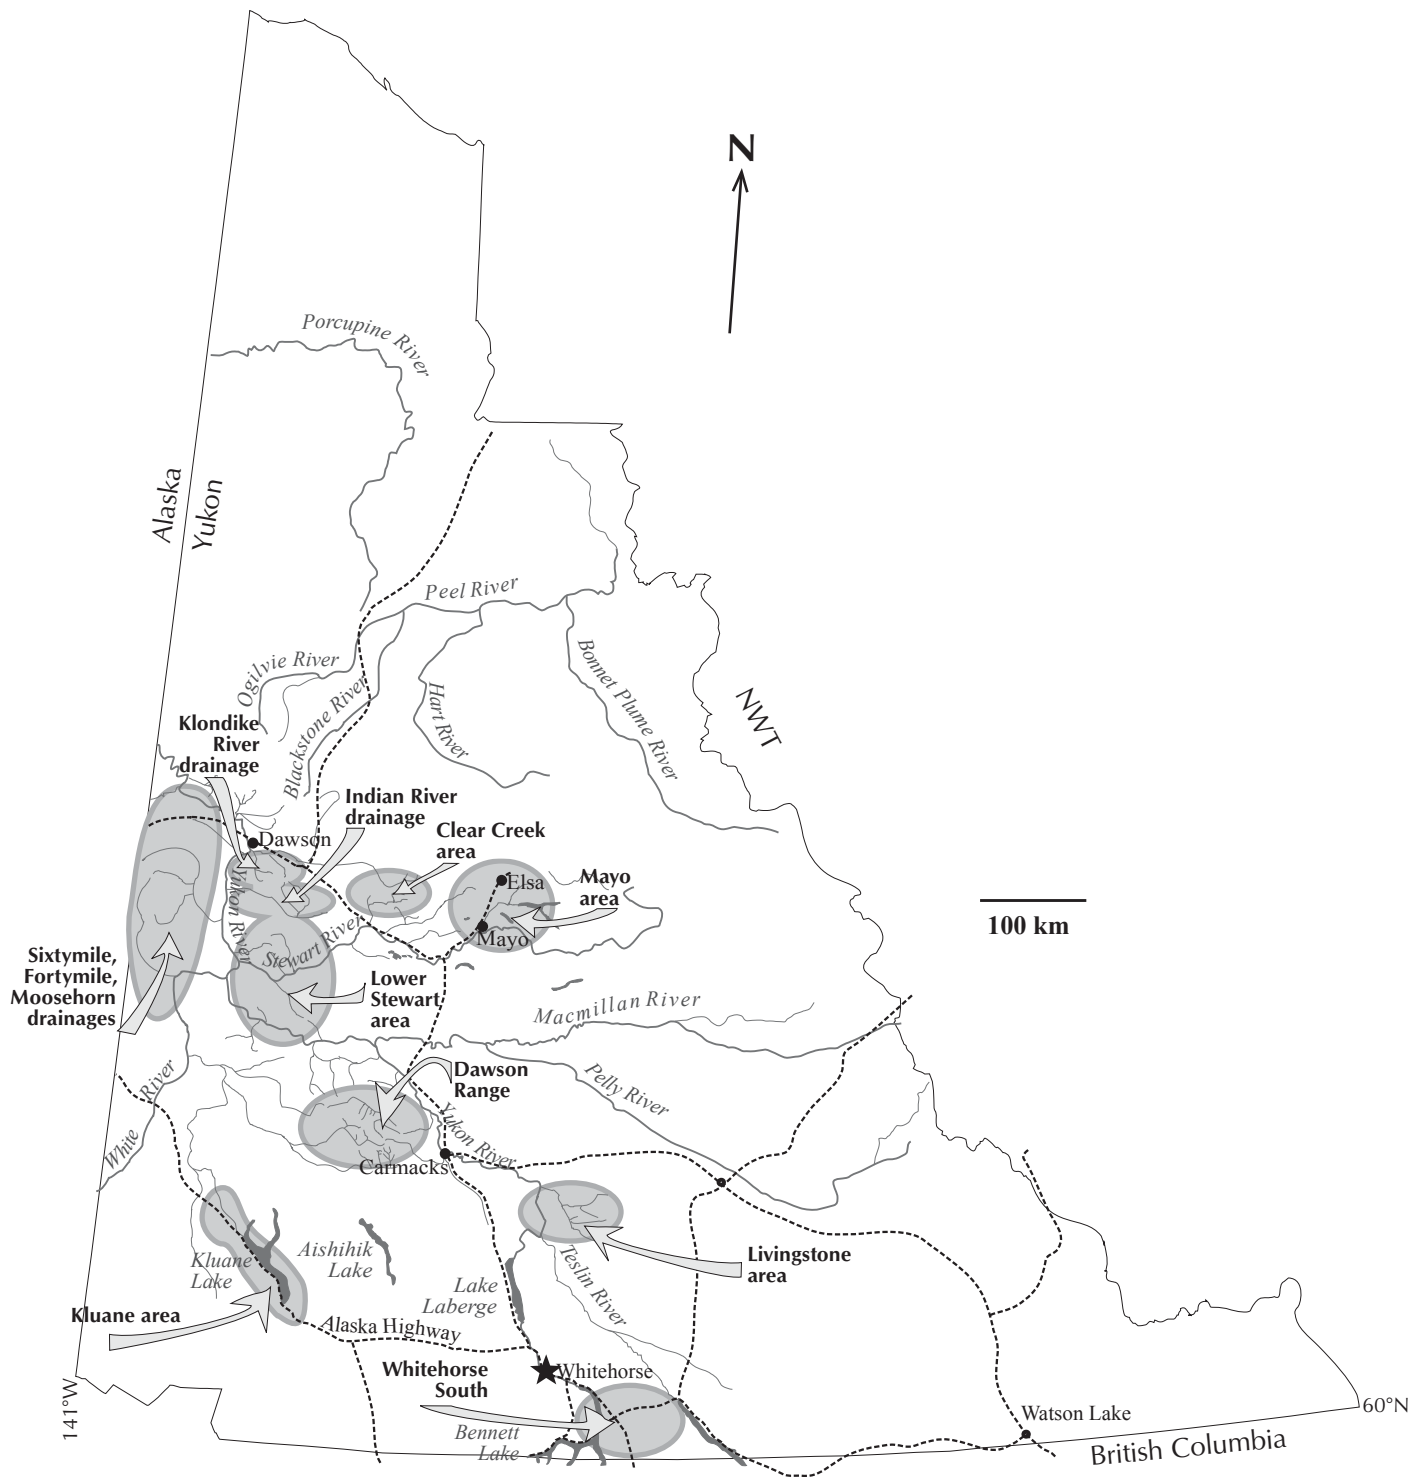 N
Porcupine River
Alaska
Yukon
Peel River
Ogilvie River
Blackstone River
Hart River
Bonnet Plume River
NWT
Klondike
River
drainage
Indian River
drainage
Clear Creek
area
Dawson
Elsa
Mayo
area
Mayo
Yukon River
Stewart River
100 km
Sixtymile,
Fortymile,
Moosehorn
drainages
Lower
Stewart
area
Macmillan River
Dawson
Range
Pelly River
White River
Yukon River
Carmacks
Kluane
Lake
Aishihik
Lake
Lake
Laberge
Teslin River
Livingstone
area
Kluane area
Alaska Highway
Whitehorse
South
Whitehorse
Bennett
Lake
Watson Lake
141°W
60°N
British Columbia